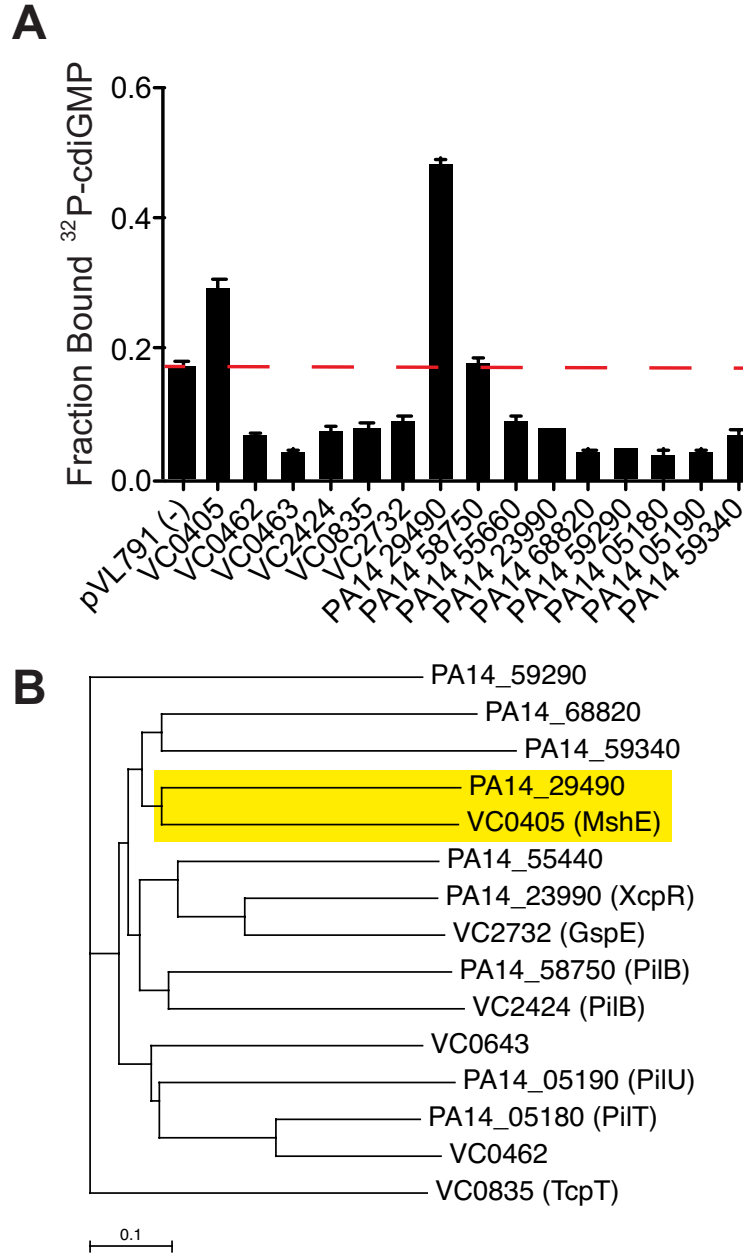 A
Fraction Bound ³²P-cdiGMP
0.6
0.4
0.2
0.0
pVL791 (-)
VC0405
VC0462
VC0463
VC2424
VC0835
VC2732
PA14 29490
PA14 58750
PA14 55660
PA14 23990
PA14 68820
PA14 59290
PA14 05180
PA14 05190
PA14 59340
B
PA14_59290
PA14_68820
PA14_59340
PA14_29490
VC0405 (MshE)
PA14_55440
PA14_23990 (XcpR)
VC2732 (GspE)
PA14_58750 (PilB)
VC2424 (PilB)
VC0643
PA14_05190 (PilU)
PA14_05180 (PilT)
VC0462
VC0835 (TcpT)
0.1